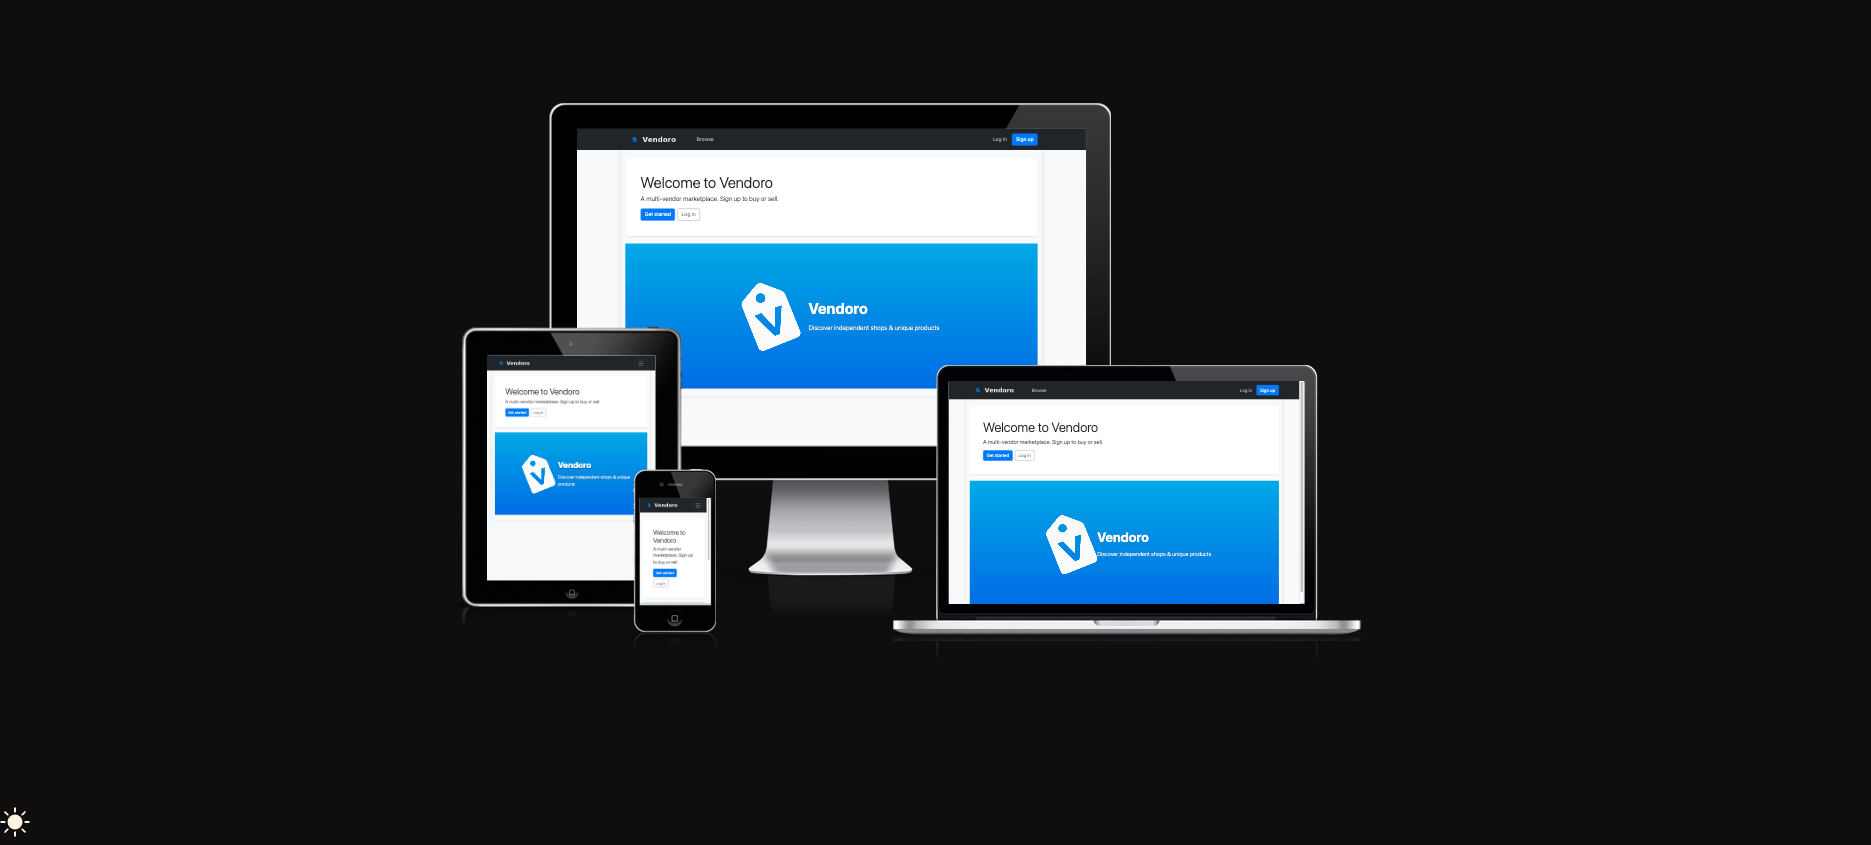 Vendoro Browse Log in Sign up
Welcome to Vendoro
A multi-vendor marketplace. Sign up to buy or sell.
Get started Log in
V
Vendoro
Discover independent shops & unique products
Vendoro
Welcome to Vendoro
A multi-vendor marketplace. Sign up to buy or sell.
Get started Log in
V
Vendoro
Discover independent shops & unique
products
Vendoro
Welcome to
Vendoro
A multi-vendor
marketplace. Sign up
to buy or sell.
Get started
Log in
Vendoro Browse Log in Sign up
Welcome to Vendoro
A multi-vendor marketplace. Sign up to buy or sell.
Get started Log in
V
Vendoro
Discover independent shops & unique products